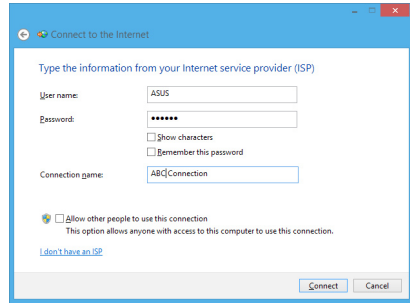 Connect to the Internet
Type the information from your Internet service provider (ISP)
User name: ASUS
Password: ••••••
Show characters
Remember this password
Connection name: ABC Connection
Allow other people to use this connection
This option allows anyone with access to this computer to use this connection.
I don't have an ISP
Connect Cancel